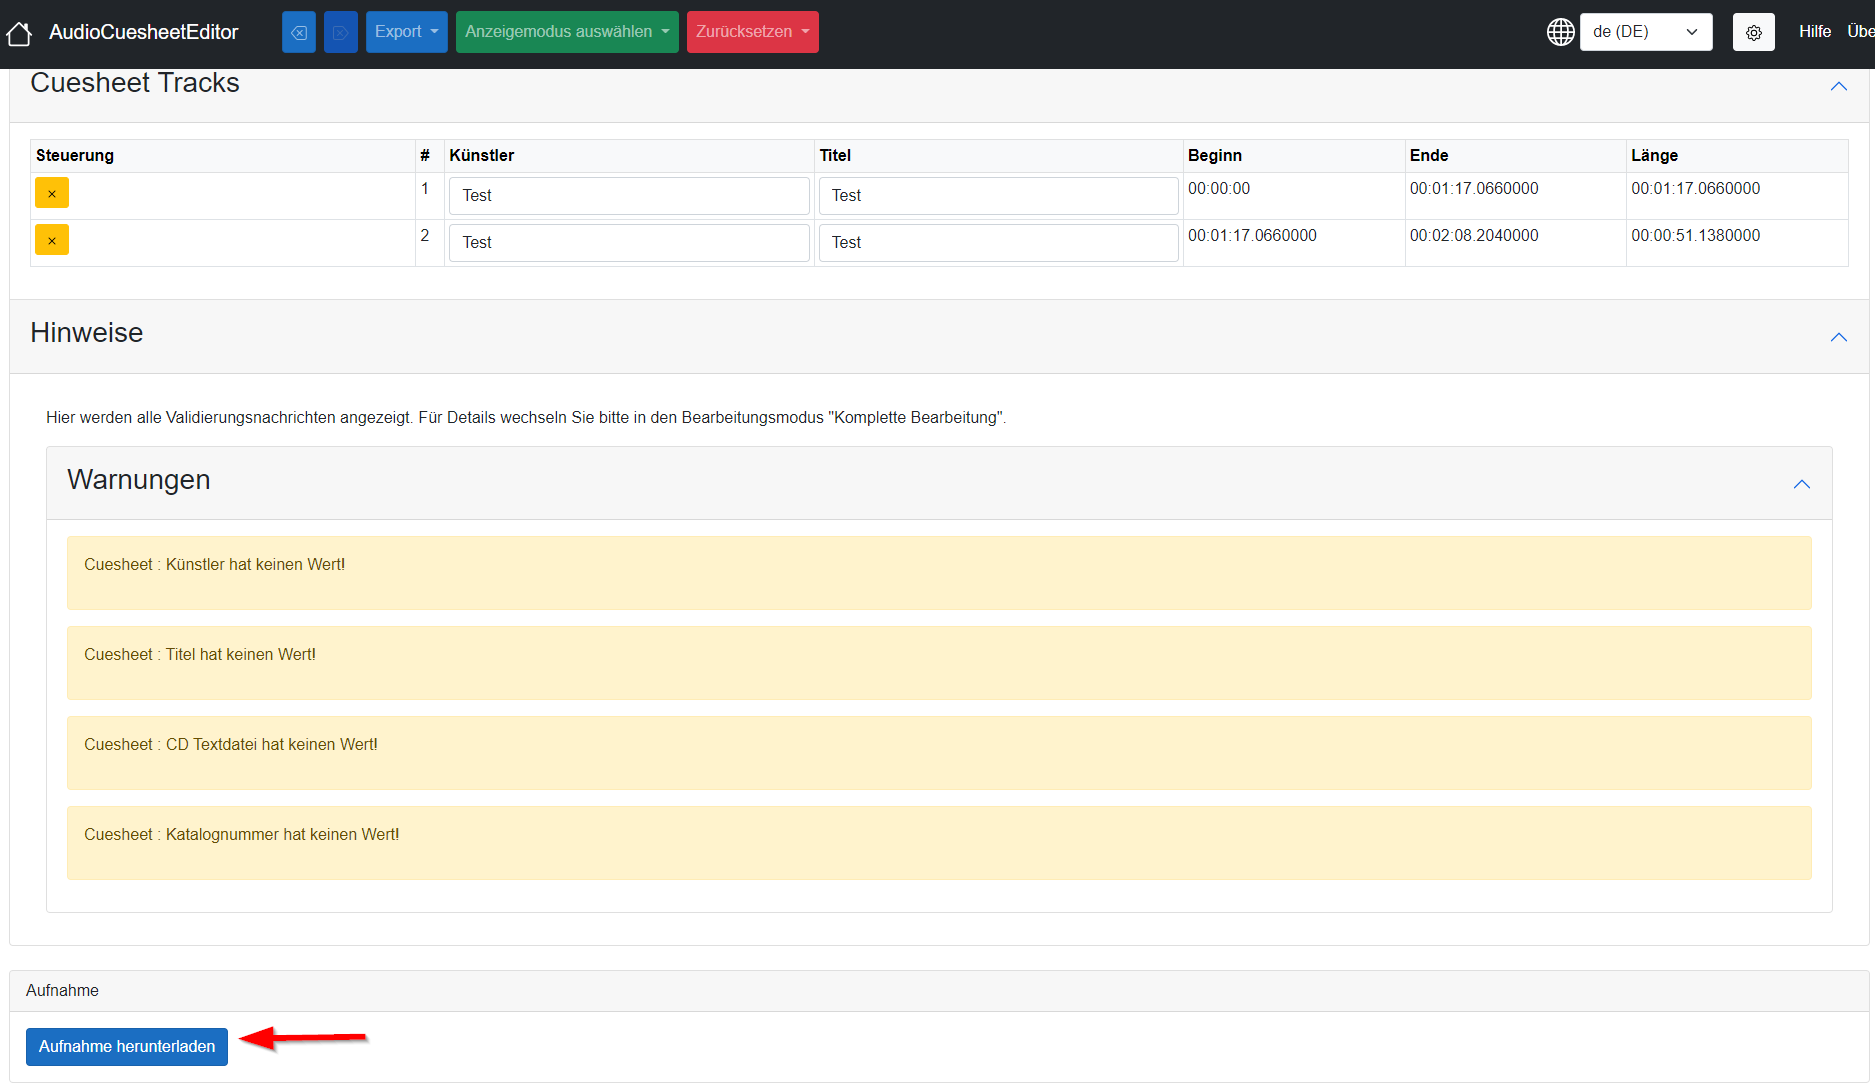 AudioCuesheetEditor Export Anzeigemodus auswählen Zurücksetzen de (DE) Hilfe Übe
Cuesheet Tracks
Steuerung # Künstler Titel Beginn Ende Länge
× 1 Test Test 00:00:00 00:01:17.0660000 00:01:17.0660000
× 2 Test Test 00:01:17.0660000 00:02:08.2040000 00:00:51.1380000
Hinweise
Hier werden alle Validierungsnachrichten angezeigt. Für Details wechseln Sie bitte in den Bearbeitungsmodus "Komplette Bearbeitung".
Warnungen
Cuesheet : Künstler hat keinen Wert!
Cuesheet : Titel hat keinen Wert!
Cuesheet : CD Textdatei hat keinen Wert!
Cuesheet : Katalognummer hat keinen Wert!
Aufnahme
Aufnahme herunterladen